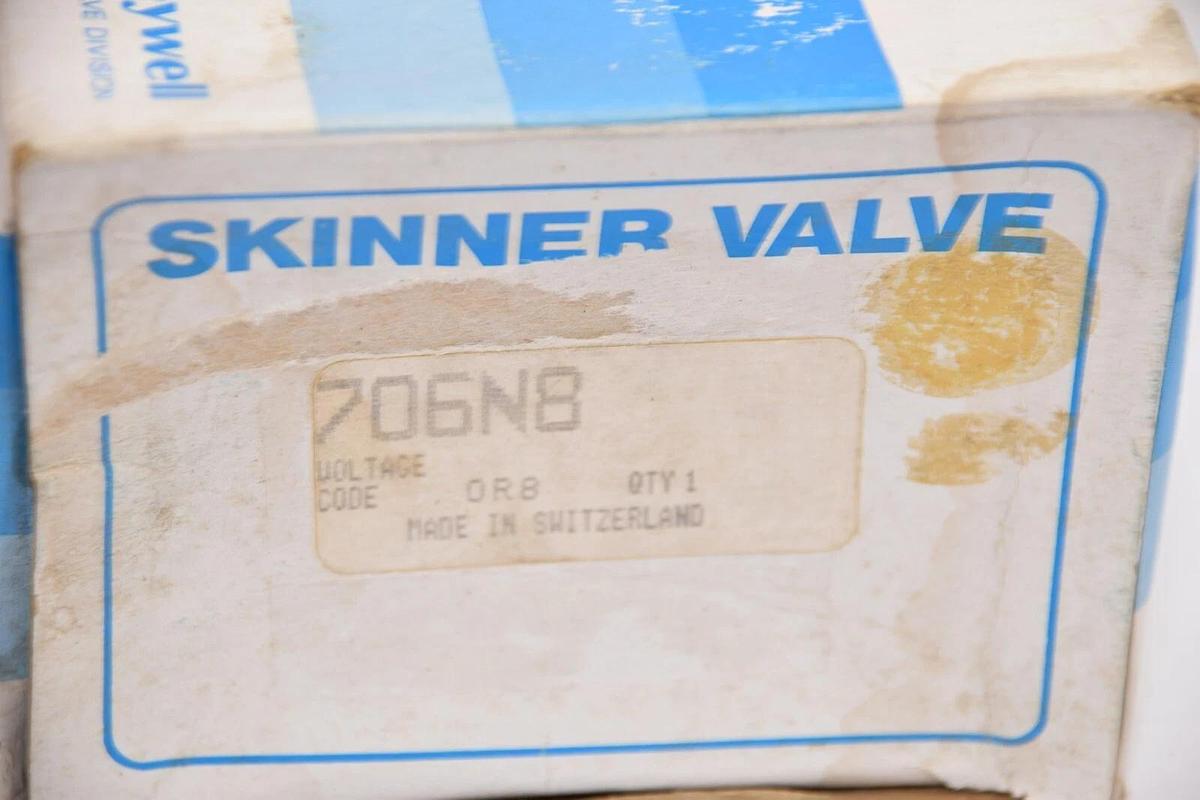 ywell
VE DIVISION
SKINNER VALVE
706N8
VOLTAGE
CODE 0R8 QTY 1
MADE IN SWITZERLAND